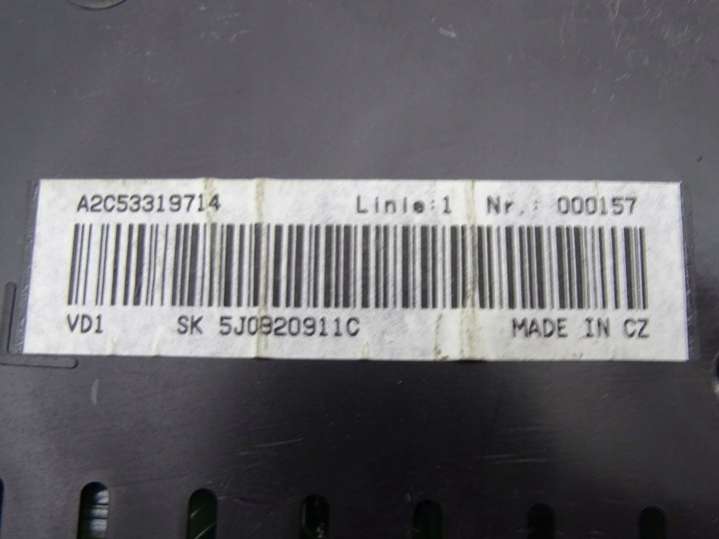 A2C53319714 Linie:1 Nr.: 000157
VD1 SK 5J0920911C MADE IN CZ